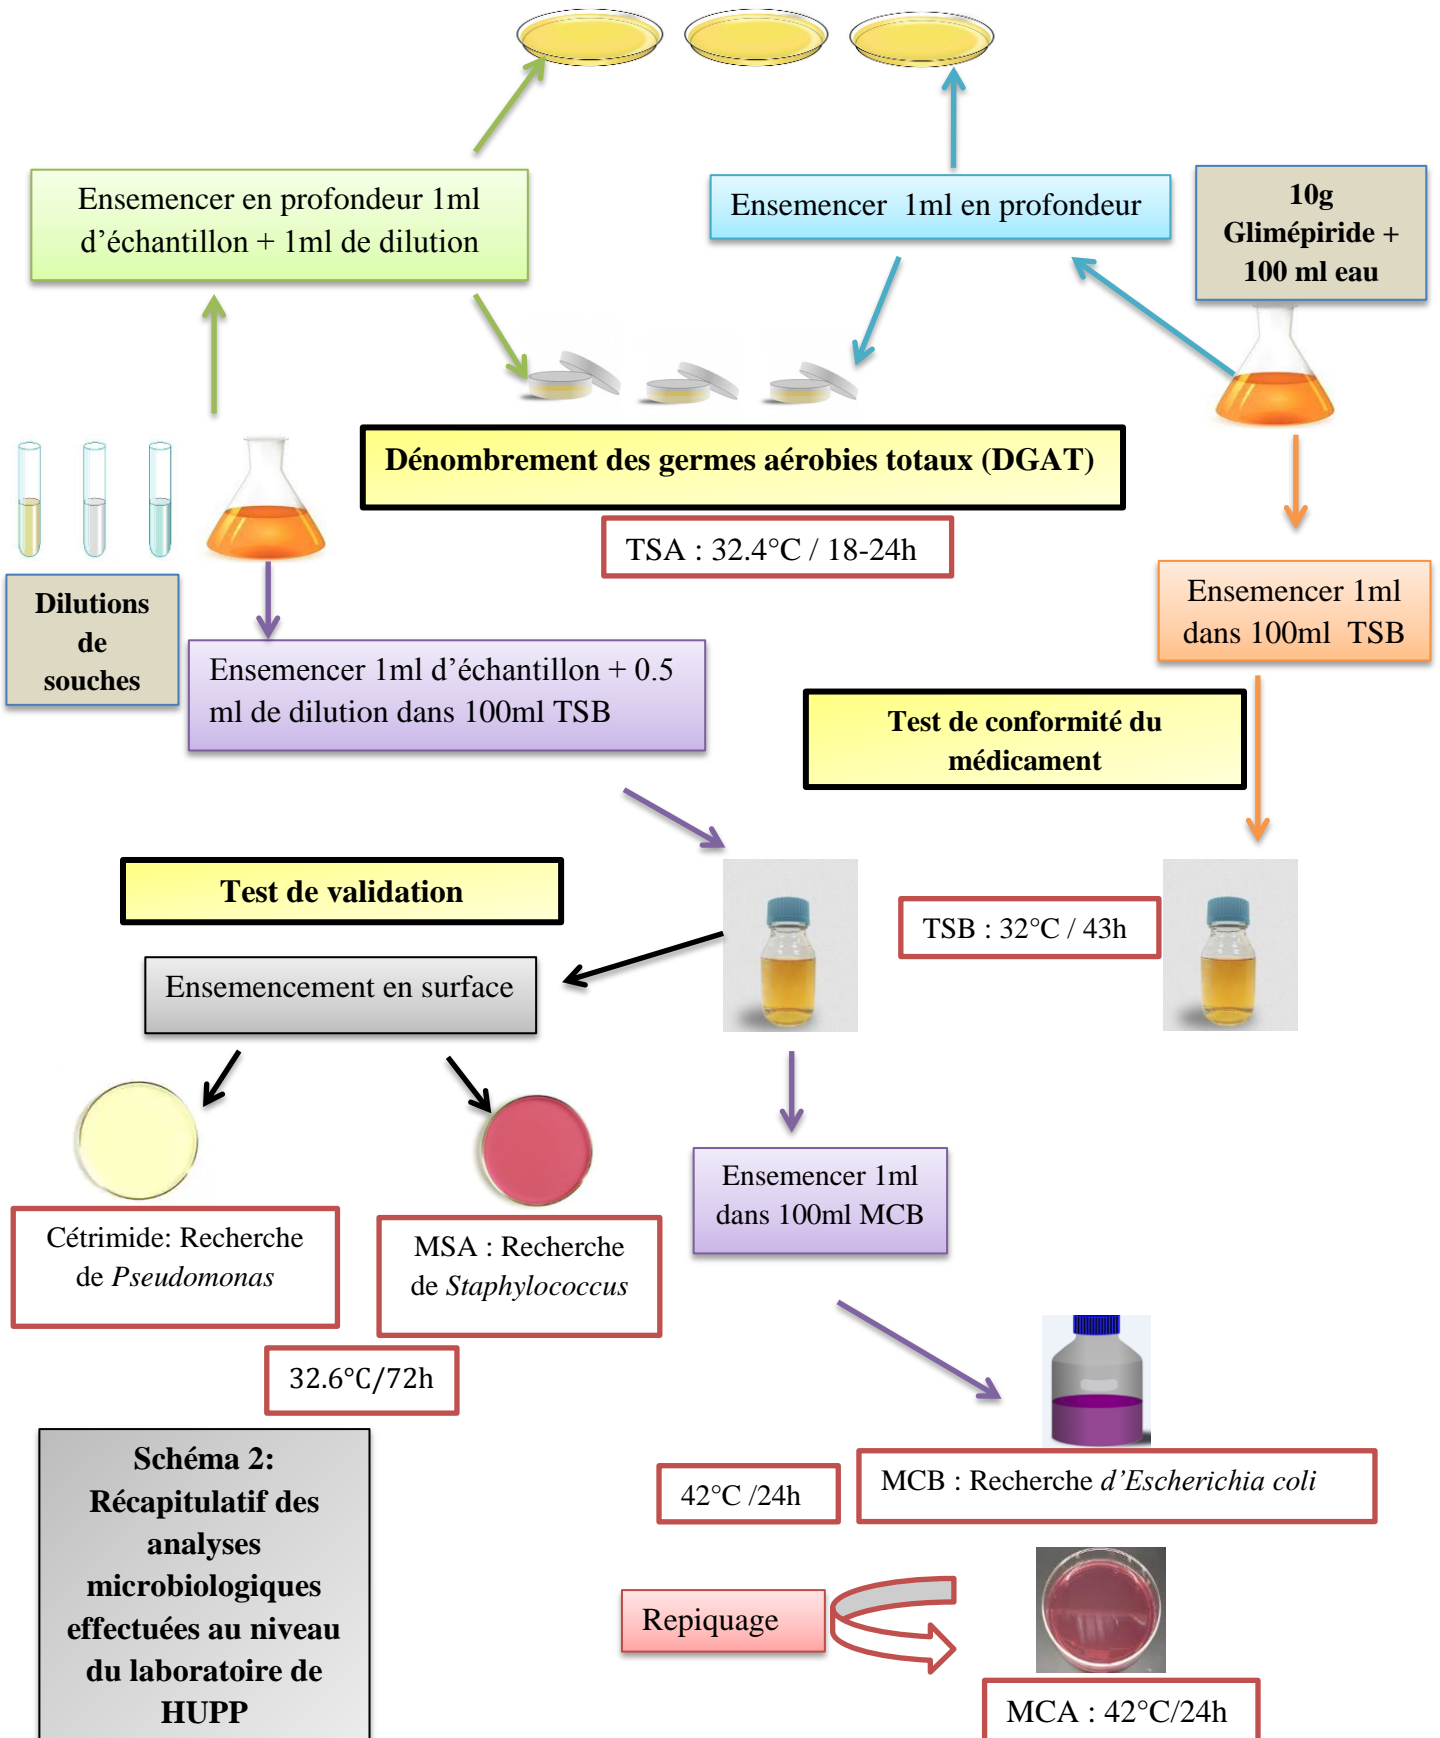 Ensemencer en profondeur 1ml
d’échantillon + 1ml de dilution
Ensemencer 1ml en profondeur
10g
Glimépiride +
100 ml eau
Dénombrement des germes aérobies totaux (DGAT)
TSA : 32.4°C / 18-24h
Dilutions
de
souches
Ensemencer 1ml d’échantillon + 0.5
ml de dilution dans 100ml TSB
Ensemencer 1ml
dans 100ml TSB
Test de conformité du
médicament
Test de validation
TSB : 32°C / 43h
Ensemencement en surface
Cétrimide: Recherche
de Pseudomonas
MSA : Recherche
de Staphylococcus
Ensemencer 1ml
dans 100ml MCB
32.6°C/72h
Schéma 2:
Récapitulatif des
analyses
microbiologiques
effectuées au niveau
du laboratoire de
HUPP
42°C /24h
MCB : Recherche d’Escherichia coli
Repiquage
MCA : 42°C/24h